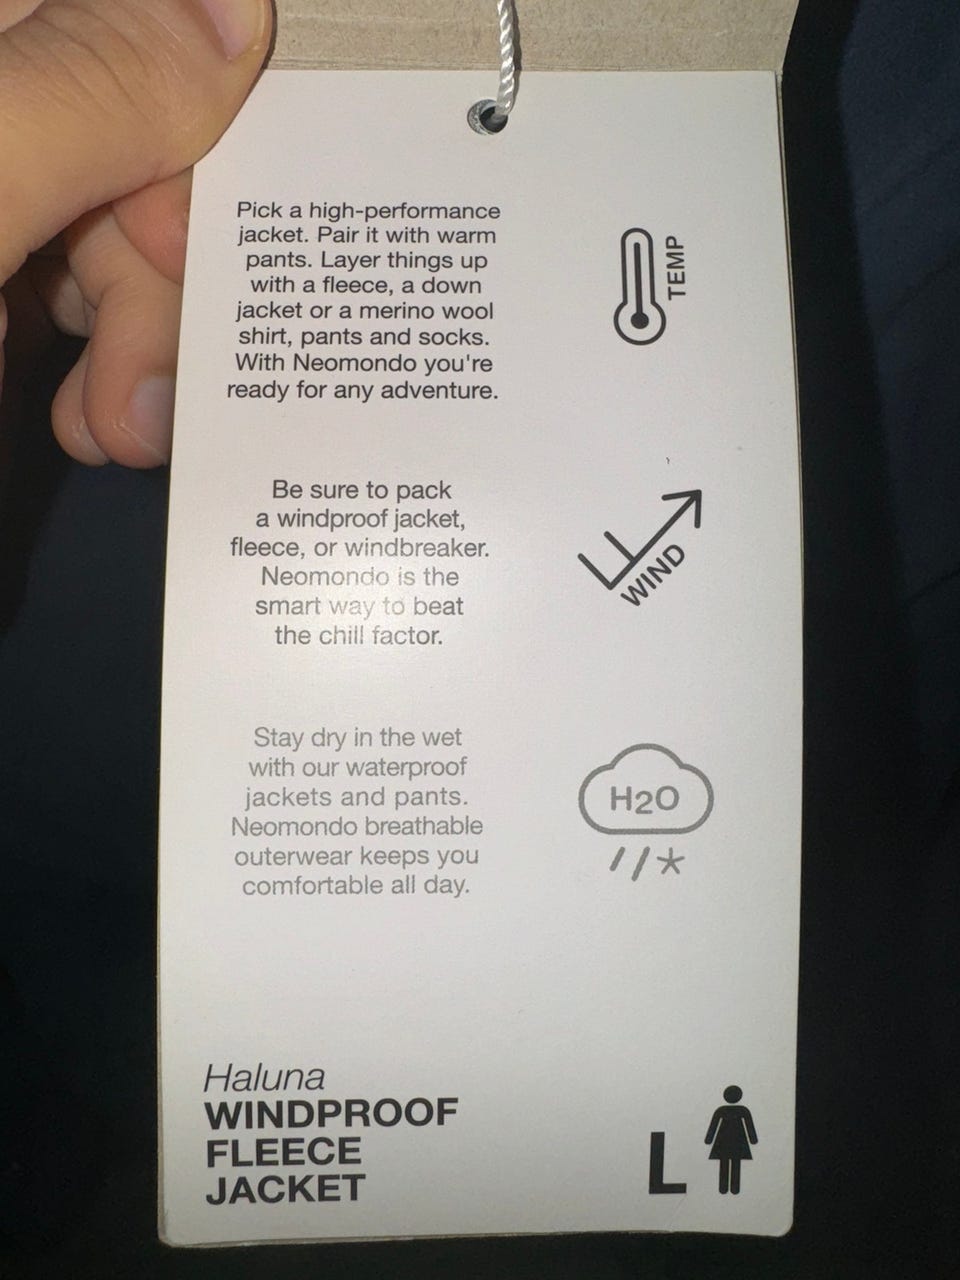 Pick a high-performance
jacket. Pair it with warm
pants. Layer things up
with a fleece, a down
jacket or a merino wool
shirt, pants and socks.
With Neomondo you're
ready for any adventure.
TEMP
Be sure to pack
a windproof jacket,
fleece, or windbreaker.
Neomondo is the
smart way to beat
the chill factor.
WIND
Stay dry in the wet
with our waterproof
jackets and pants.
Neomondo breathable
outerwear keeps you
comfortable all day.
H2O
Haluna
WINDPROOF
FLEECE
JACKET
L